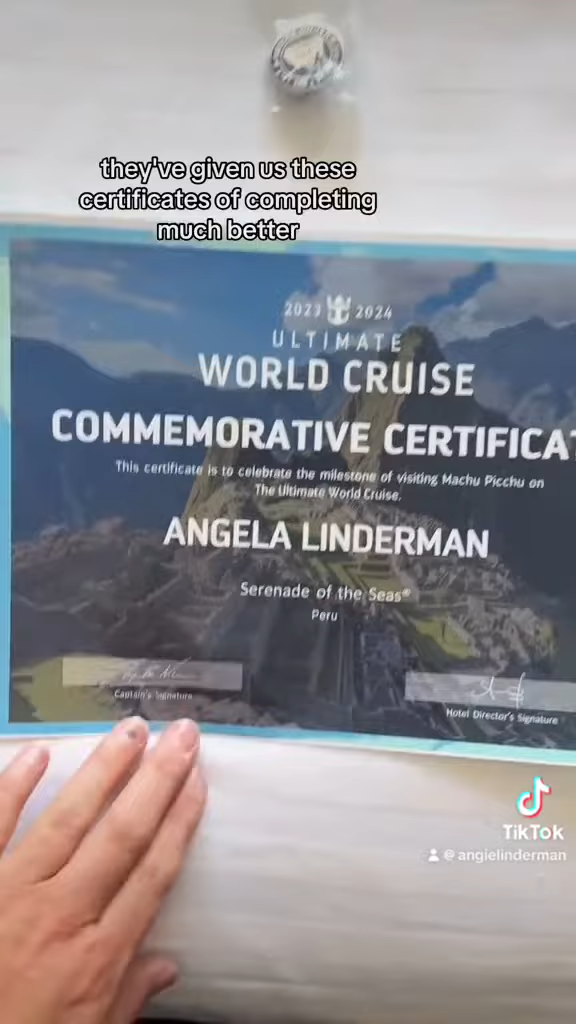 they've given us these
certificates of completing
much better
2023 2024
ULTIMATE
WORLD CRUISE
COMMEMORATIVE CERTIFICAT
This certificate is to celebrate the milestone of visiting Machu Picchu on
The Ultimate World Cruise.
ANGELA LINDERMAN
Serenade of the Seas®
Peru
Captain's Signature
Hotel Director's Signature
TikTok
@angielinderman